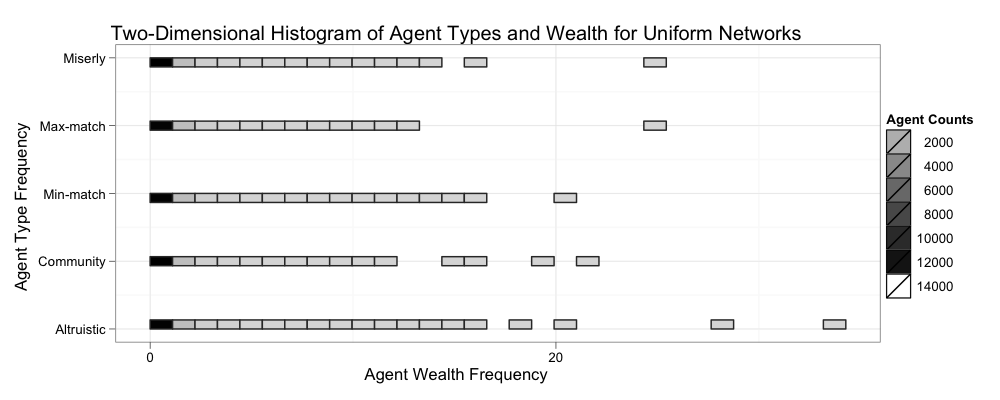 Two-Dimensional Histogram of Agent Types and Wealth for Uniform Networks
Agent Type Frequency
Miserly
Max-match
Min-match
Community
Altruistic
0
20
Agent Wealth Frequency
Agent Counts
2000
4000
6000
8000
10000
12000
14000